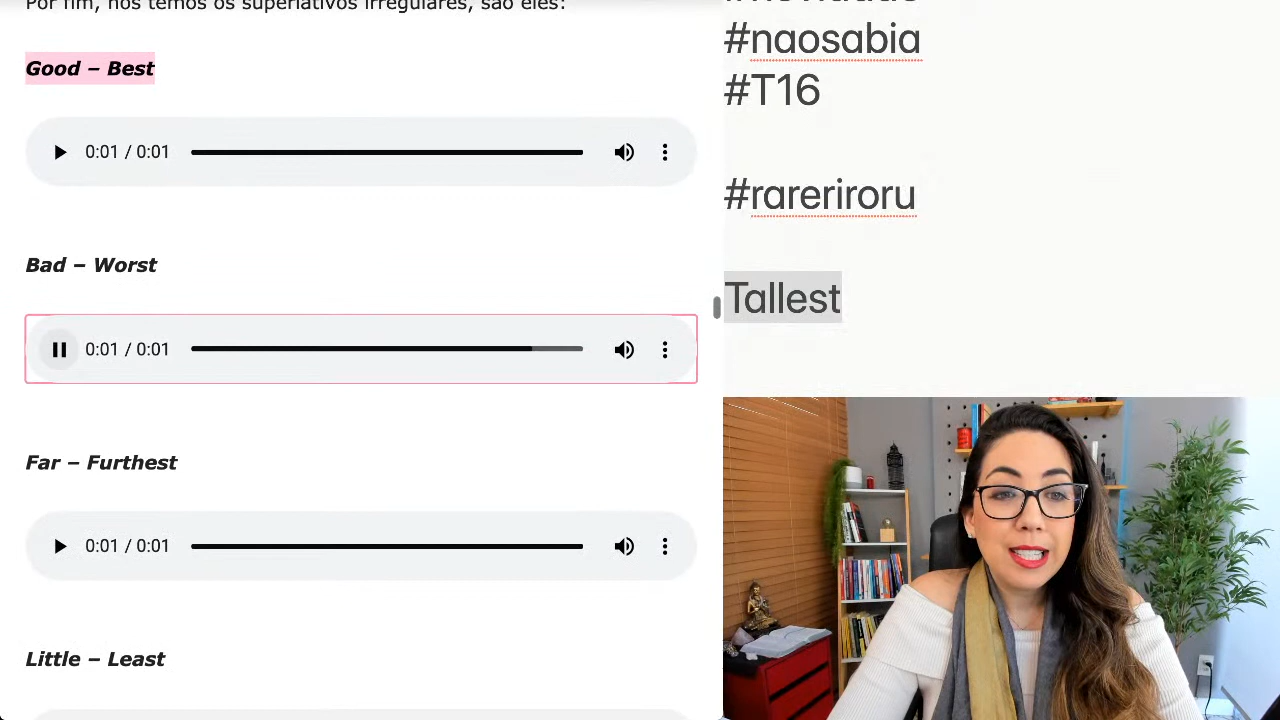 Por fim, nós temos os superlativos irregulares, são eles:
Good – Best
0:01 / 0:01
Bad – Worst
0:01 / 0:01
Far – Furthest
0:01 / 0:01
Little – Least
#naosabia
#T16
#rareriroru
Tallest